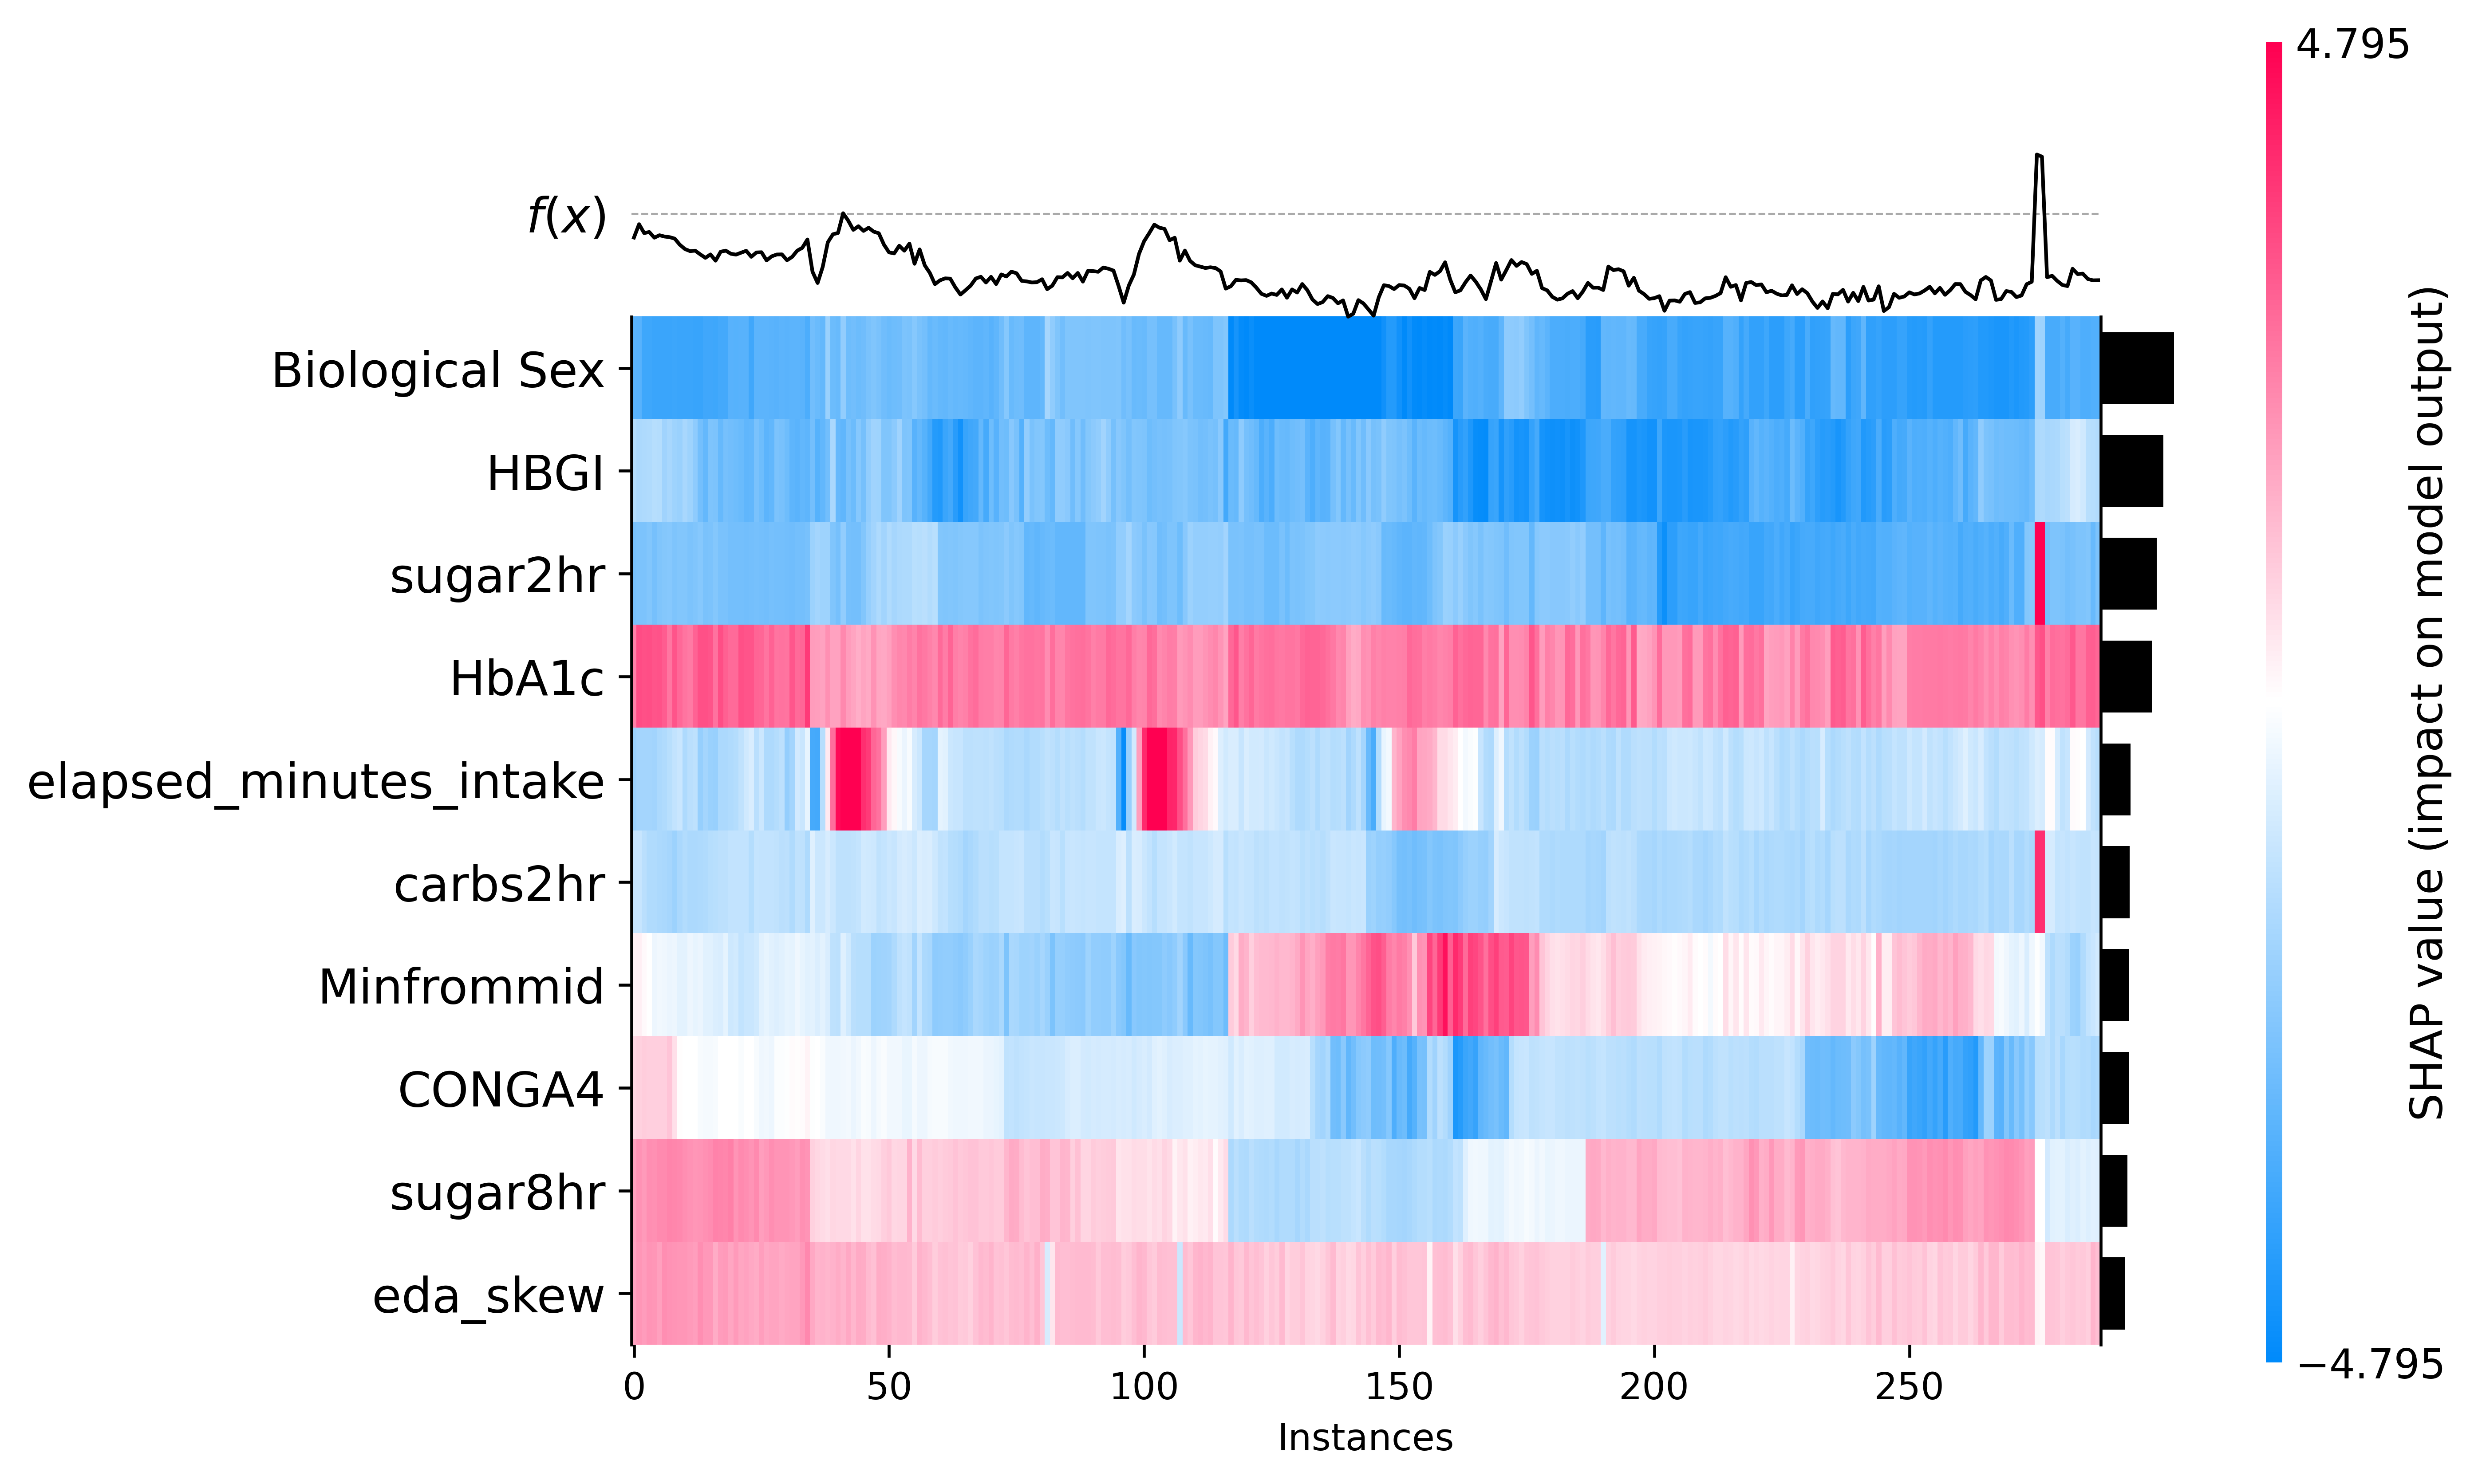 4.795
f(x)
Biological Sex
HBGI
sugar2hr
HbA1c
elapsed_minutes_intake
carbs2hr
Minfrommid
CONGA4
sugar8hr
eda_skew
0 50 100 150 200 250
Instances
−4.795
SHAP value (impact on model output)